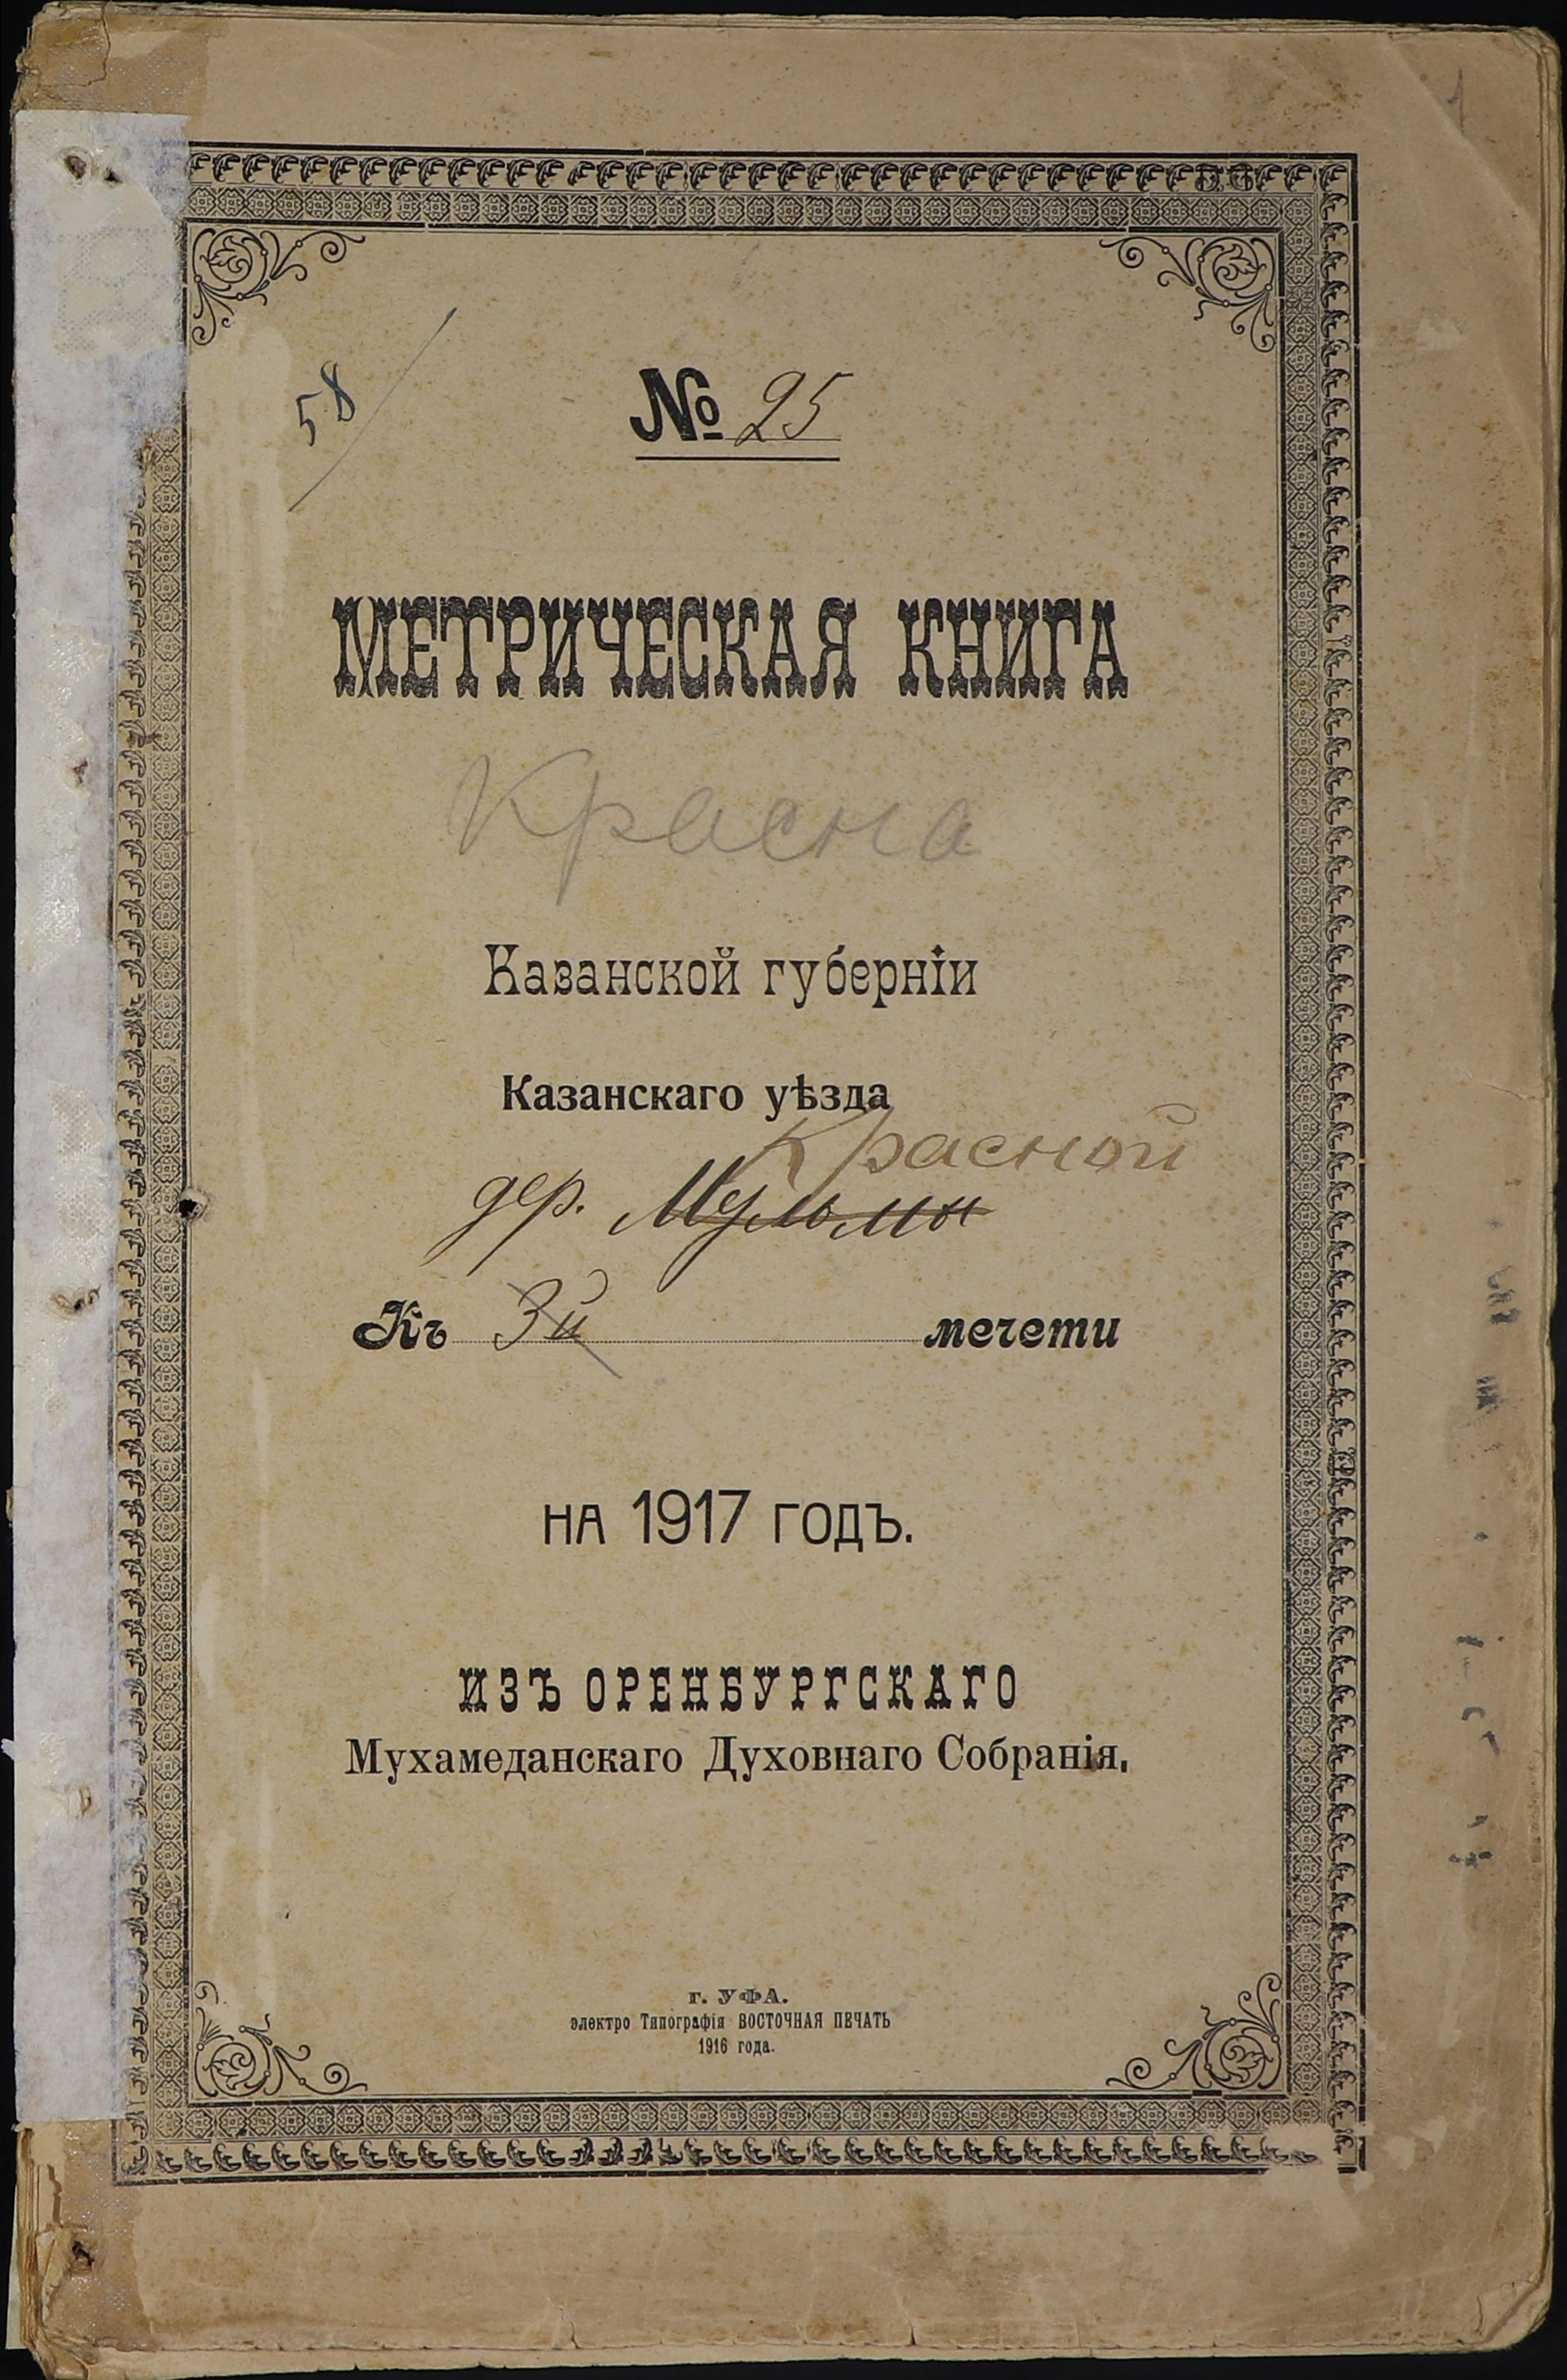 58
№ 25
МЕТРИЧЕСКАЯ КНИГА
Красна
Казанской губернiи
Казанскаго уѣзда
Красной
дер. Мульмы
Къ 3й мечети
НА 1917 ГОДЪ.
ИЗЪ ОРЕНБУРГСКАГО
Мухамеданскаго Духовнаго Собранiя.
г. УФА.
электро Типографiя ВОСТОЧНАЯ ПЕЧАТЬ
1916 года.